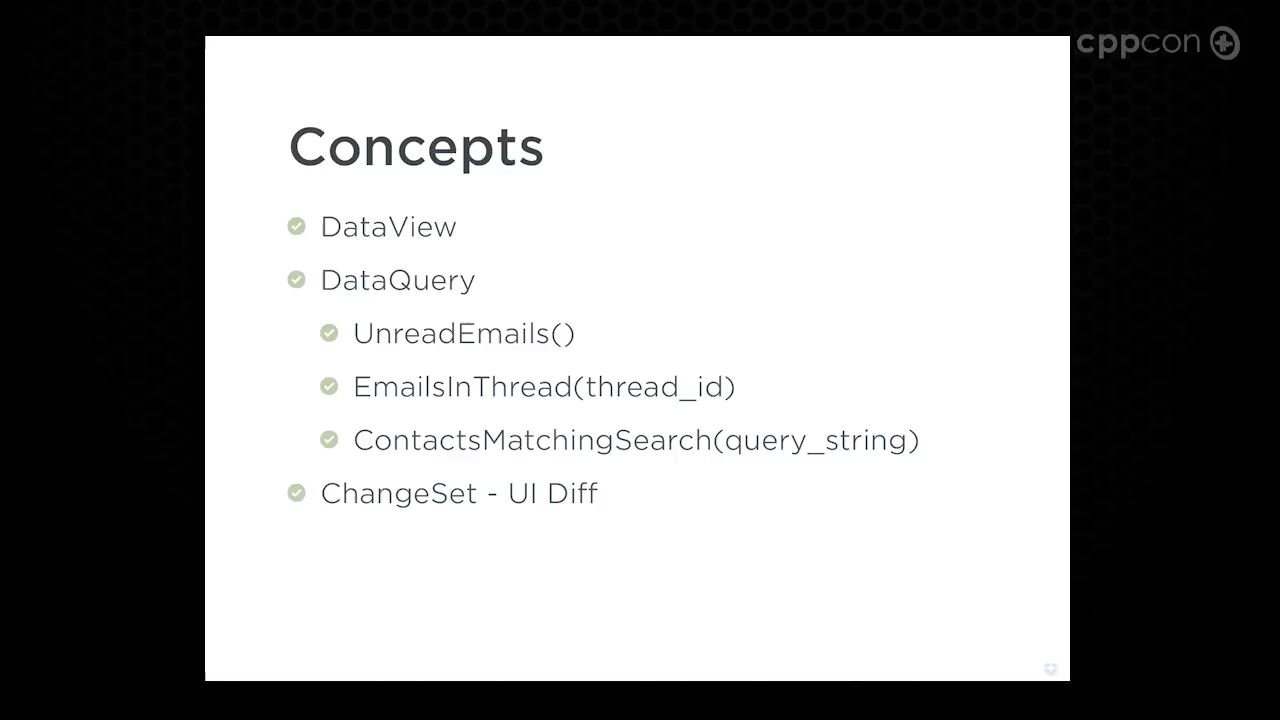 cppcon
Concepts
DataView
DataQuery
UnreadEmails()
EmailsInThread(thread_id)
ContactsMatchingSearch(query_string)
ChangeSet - UI Diff